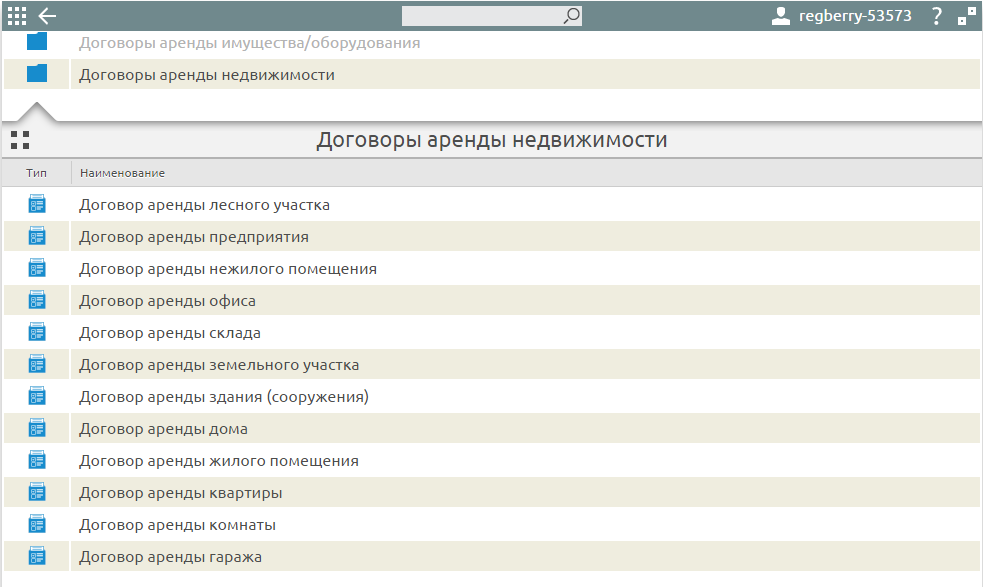 regberry-53573 ?
Договоры аренды имущества/оборудования
Договоры аренды недвижимости
Договоры аренды недвижимости
Тип Наименование
Договор аренды лесного участка
Договор аренды предприятия
Договор аренды нежилого помещения
Договор аренды офиса
Договор аренды склада
Договор аренды земельного участка
Договор аренды здания (сооружения)
Договор аренды дома
Договор аренды жилого помещения
Договор аренды квартиры
Договор аренды комнаты
Договор аренды гаража